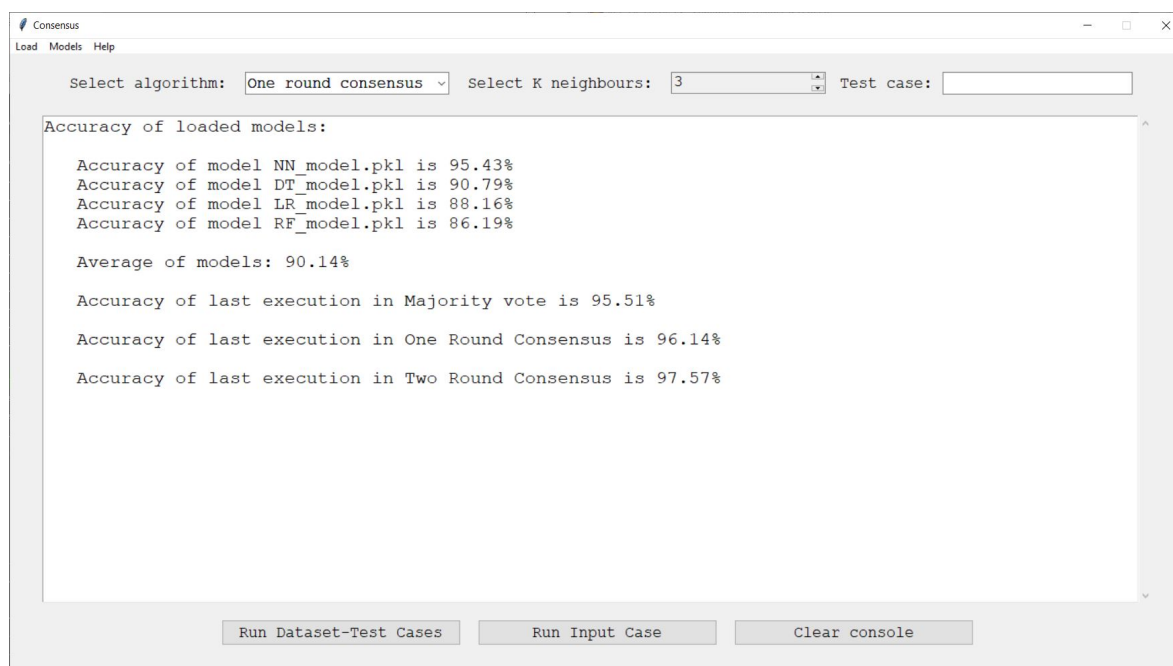 Consensus
Load Models Help
Select algorithm: One round consensus Select K neighbours: 3 Test case:
Accuracy of loaded models:
Accuracy of model NN_model.pkl is 95.43%
Accuracy of model DT_model.pkl is 90.79%
Accuracy of model LR_model.pkl is 88.16%
Accuracy of model RF_model.pkl is 86.19%
Average of models: 90.14%
Accuracy of last execution in Majority vote is 95.51%
Accuracy of last execution in One Round Consensus is 96.14%
Accuracy of last execution in Two Round Consensus is 97.57%
Run Dataset-Test Cases Run Input Case Clear console